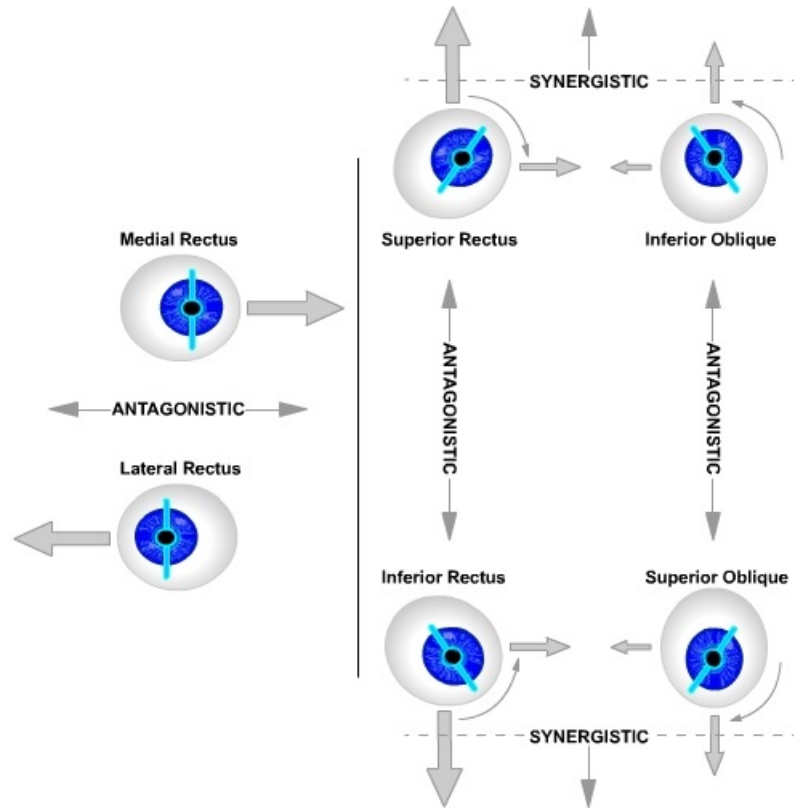 SYNERGISTIC
Superior Rectus
Inferior Oblique
Medial Rectus
ANTAGONISTIC
Lateral Rectus
ANTAGONISTIC
ANTAGONISTIC
Inferior Rectus
Superior Oblique
SYNERGISTIC